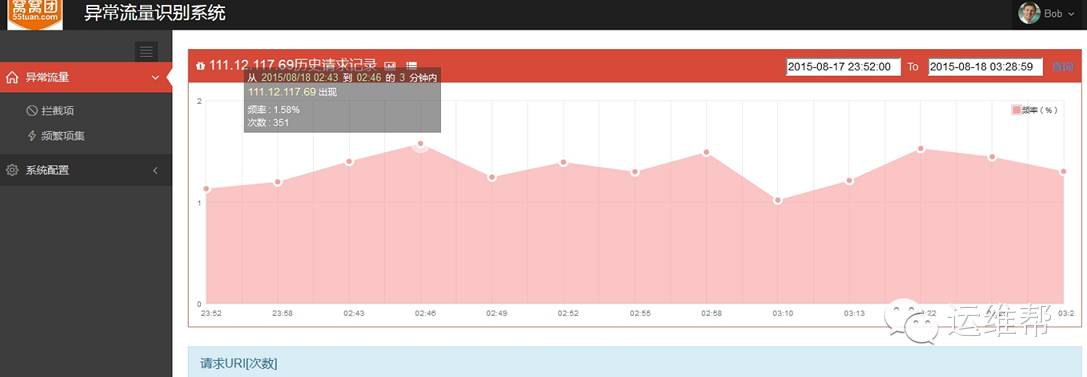 窝窝团
55tuan.com
异常流量识别系统
Bob
异常流量
拦截项
频繁项集
系统配置
111.12.117.69历史请求记录
2015-08-17 23:52:00 To 2015-08-18 03:28:59 查询
从 2015/08/18 02:43 到 02:46 的 3 分钟内
111.12.117.69 出现
频率 : 1.58%
次数 : 351
频率 ( % )
2
1
0
23:52 23:58 02:43 02:46 02:49 02:52 02:55 02:58 03:10 03:13
运维帮
请求URI[次数]